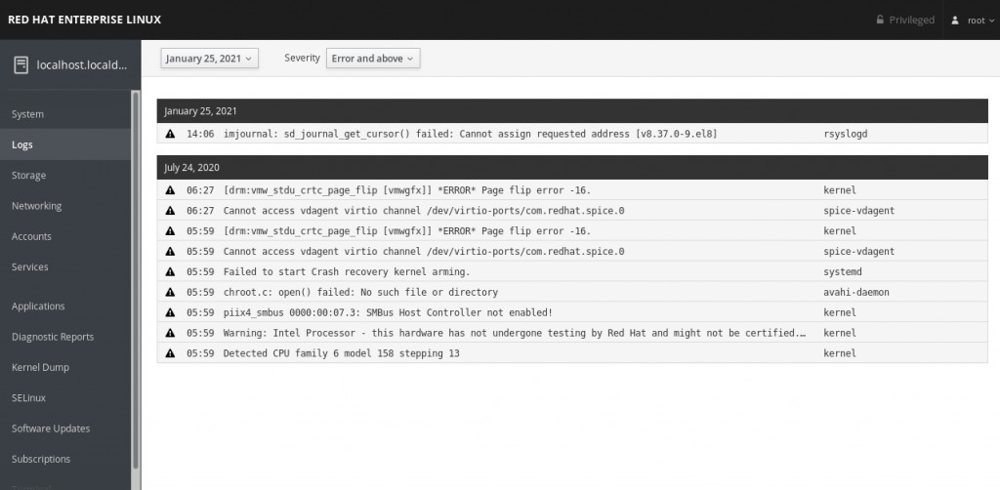 RED HAT ENTERPRISE LINUX
Privileged
root
localhost.locald...
January 25, 2021
Severity
Error and above
System
Logs
Storage
Networking
Accounts
Services
Applications
Diagnostic Reports
Kernel Dump
SELinux
Software Updates
Subscriptions
Terminal
January 25, 2021
14:06 imjournal: sd_journal_get_cursor() failed: Cannot assign requested address [v8.37.0-9.el8] rsyslogd
July 24, 2020
06:27 [drm:vmw_stdu_crtc_page_flip [vmwgfx]] *ERROR* Page flip error -16. kernel
06:27 Cannot access vdagent virtio channel /dev/virtio-ports/com.redhat.spice.0 spice-vdagent
05:59 [drm:vmw_stdu_crtc_page_flip [vmwgfx]] *ERROR* Page flip error -16. kernel
05:59 Cannot access vdagent virtio channel /dev/virtio-ports/com.redhat.spice.0 spice-vdagent
05:59 Failed to start Crash recovery kernel arming. systemd
05:59 chroot.c: open() failed: No such file or directory avahi-daemon
05:59 piix4_smbus 0000:00:07.3: SMBus Host Controller not enabled! kernel
05:59 Warning: Intel Processor - this hardware has not undergone testing by Red Hat and might not be certified.… kernel
05:59 Detected CPU family 6 model 158 stepping 13 kernel